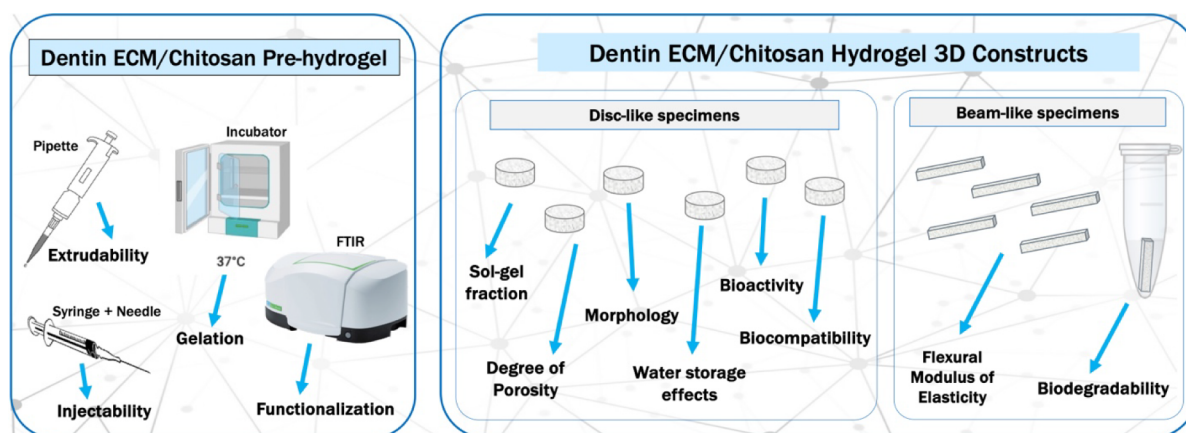 Dentin ECM/Chitosan Pre-hydrogel
Pipette
Incubator
Extrudability
37°C
FTIR
Syringe + Needle
Gelation
Injectability
Functionalization
Dentin ECM/Chitosan Hydrogel 3D Constructs
Disc-like specimens
Sol-gel
fraction
Degree of
Porosity
Morphology
Water storage
effects
Bioactivity
Biocompatibility
Beam-like specimens
Flexural
Modulus of
Elasticity
Biodegradability